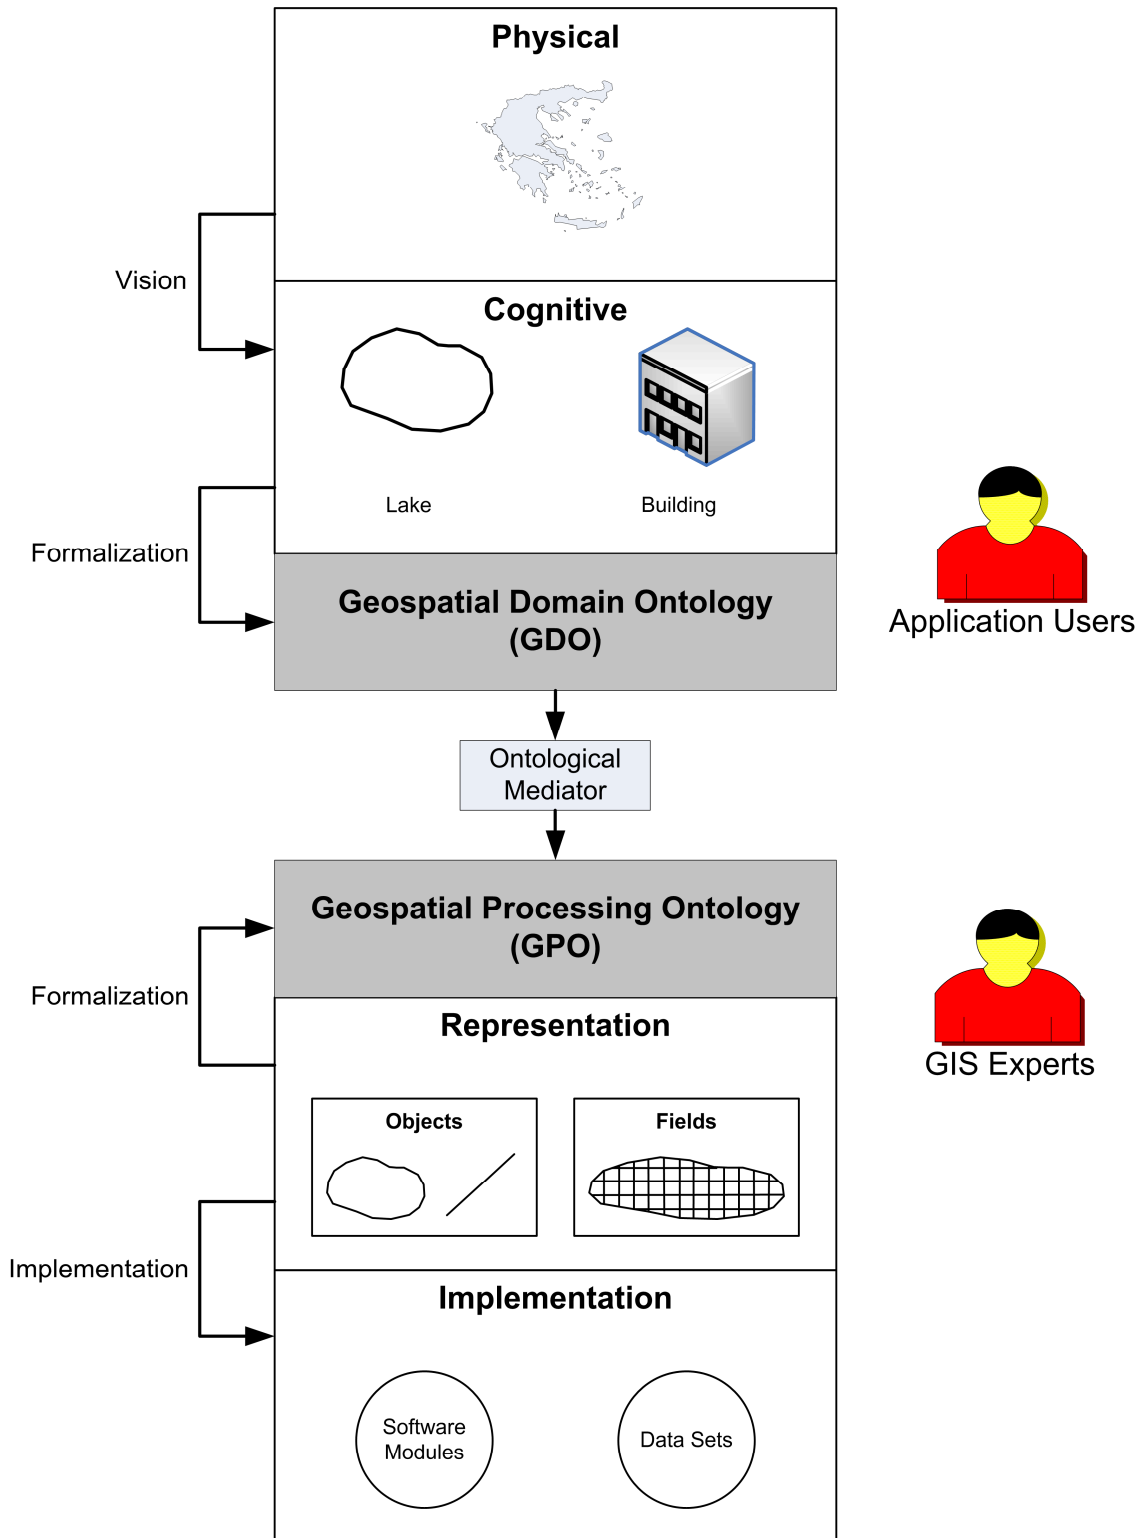 Physical
Vision
Cognitive
Lake
Building
Formalization
Geospatial Domain Ontology
(GDO)
Application Users
Ontological
Mediator
Geospatial Processing Ontology
(GPO)
Formalization
Representation
GIS Experts
Objects
Fields
Implementation
Implementation
Software
Modules
Data Sets